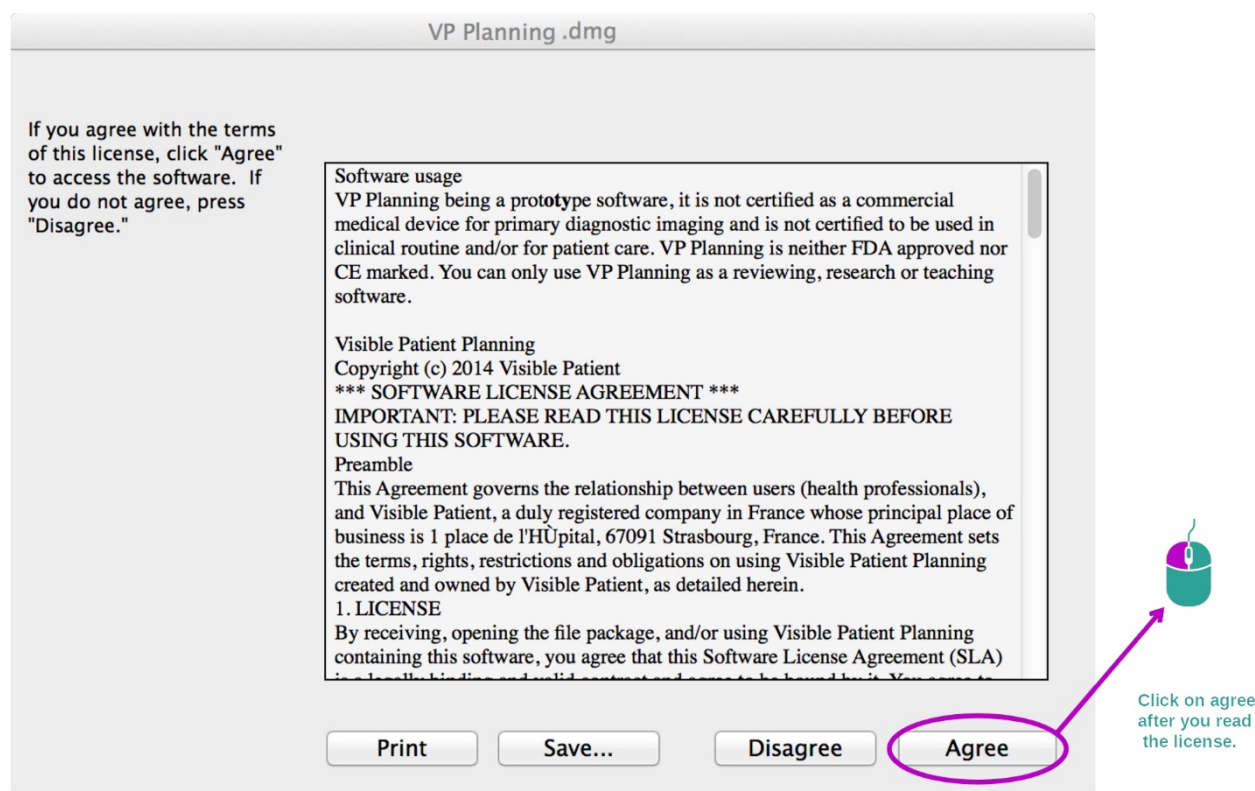 VP Planning .dmg
If you agree with the terms
of this license, click "Agree"
to access the software.  If
you do not agree, press
"Disagree."
Software usage
VP Planning being a prototype software, it is not certified as a commercial
medical device for primary diagnostic imaging and is not certified to be used in
clinical routine and/or for patient care. VP Planning is neither FDA approved nor
CE marked. You can only use VP Planning as a reviewing, research or teaching
software.
Visible Patient Planning
Copyright (c) 2014 Visible Patient
*** SOFTWARE LICENSE AGREEMENT ***
IMPORTANT: PLEASE READ THIS LICENSE CAREFULLY BEFORE
USING THIS SOFTWARE.
Preamble
This Agreement governs the relationship between users (health professionals),
and Visible Patient, a duly registered company in France whose principal place of
business is 1 place de l'HÙpital, 67091 Strasbourg, France. This Agreement sets
the terms, rights, restrictions and obligations on using Visible Patient Planning
created and owned by Visible Patient, as detailed herein.
1. LICENSE
By receiving, opening the file package, and/or using Visible Patient Planning
containing this software, you agree that this Software License Agreement (SLA)
Print
Save...
Disagree
Agree
Click on agree
after you read
the license.